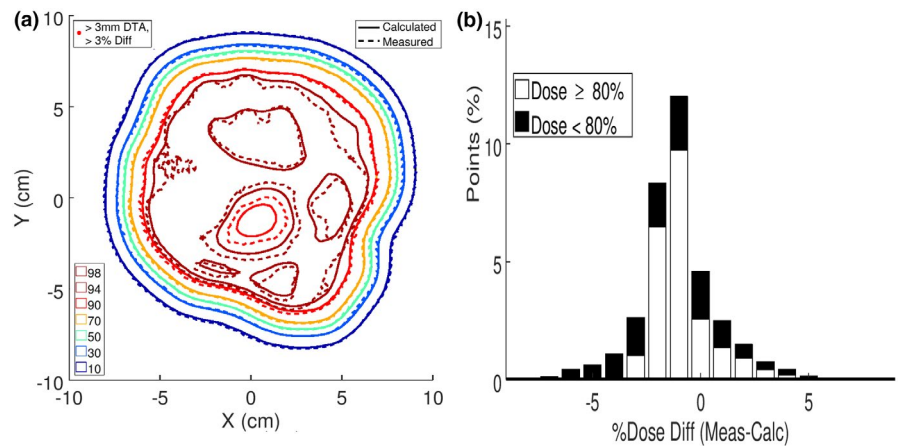 (a)
> 3mm DTA,
> 3% Diff
Calculated
Measured
10
5
0
-5
-10
Y (cm)
98
94
90
70
50
30
10
-10
-5
0
5
10
X (cm)
(b)
15
10
5
0
Points (%)
Dose ≥ 80%
Dose < 80%
-5
0
5
%Dose Diff (Meas-Calc)